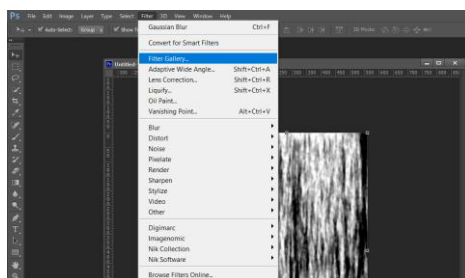 PS File Edit Image Layer Type Select Filter 3D View Window Help
Auto-Select: Group
Gaussian Blur Ctrl+F
Convert for Smart Filters
Filter Gallery...
Adaptive Wide Angle... Shift+Ctrl+A
Lens Correction... Shift+Ctrl+R
Liquify... Shift+Ctrl+X
Oil Paint...
Vanishing Point... Alt+Ctrl+V
Blur
Distort
Noise
Pixelate
Render
Sharpen
Stylize
Video
Other
Digimarc
Imagenomic
Nik Collection
Nik Software
Browse Filters Online...